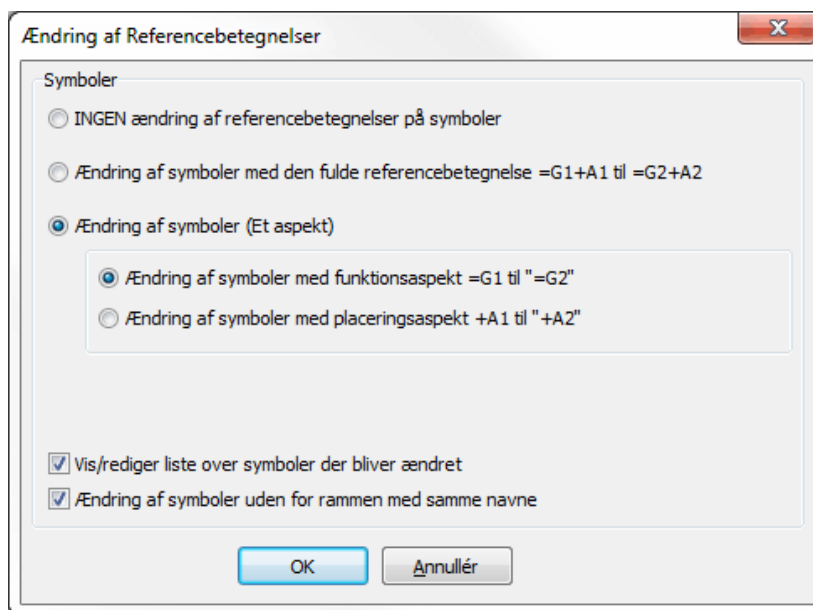 Ændring af Referencebetegnelser
Symboler
INGEN ændring af referencebetegnelser på symboler
Ændring af symboler med den fulde referencebetegnelse =G1+A1 til =G2+A2
Ændring af symboler (Et aspekt)
Ændring af symboler med funktionsaspekt =G1 til "=G2"
Ændring af symboler med placeringsaspekt +A1 til "+A2"
Vis/rediger liste over symboler der bliver ændret
Ændring af symboler uden for rammen med samme navne
OK
Annullér